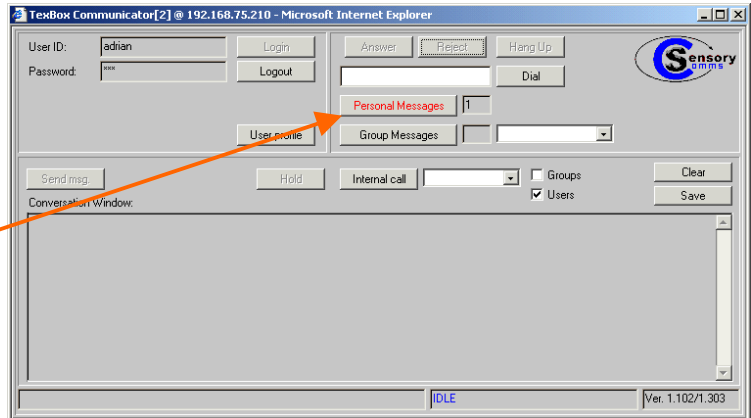 TexBox Communicator[2] @ 192.168.75.210 - Microsoft Internet Explorer
User ID: adrian Login Answer Reject Hang Up
Sensory
Comms
Password: *** Logout Dial
Personal Messages 1
User profile Group Messages
Send msg. Hold Internal call Groups Clear
Users Save
Conversation Window:
IDLE Ver. 1.102/1.303